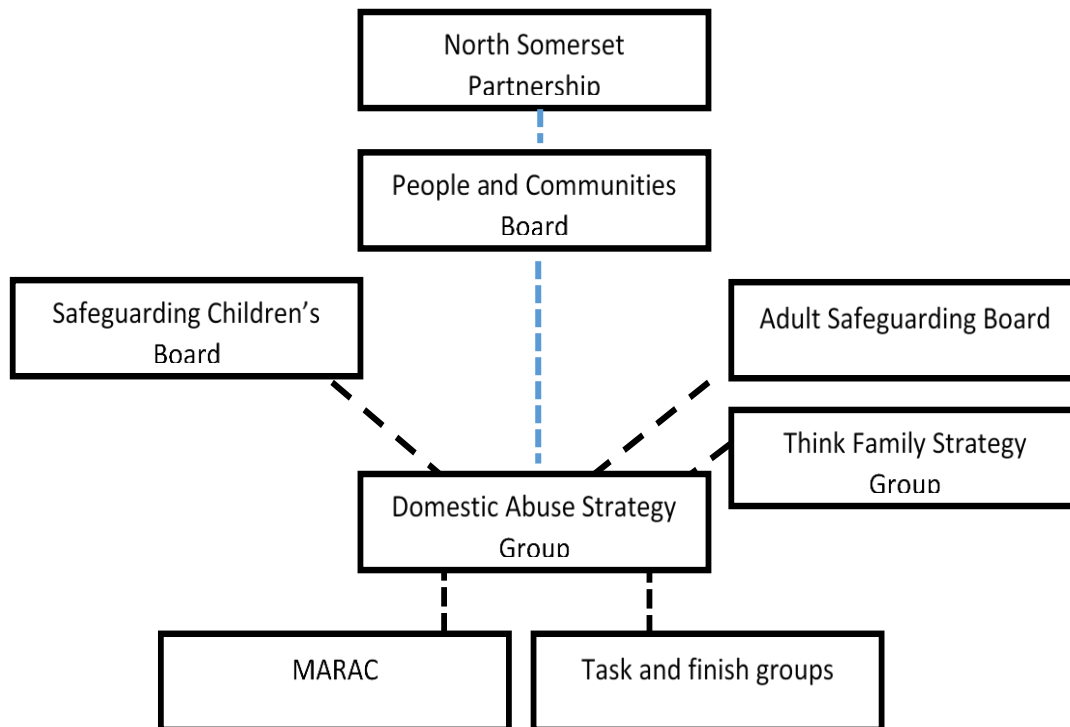 North Somerset
Partnership
People and Communities
Board
Safeguarding Children’s
Board
Adult Safeguarding Board
Think Family Strategy
Group
Domestic Abuse Strategy
Group
MARAC
Task and finish groups